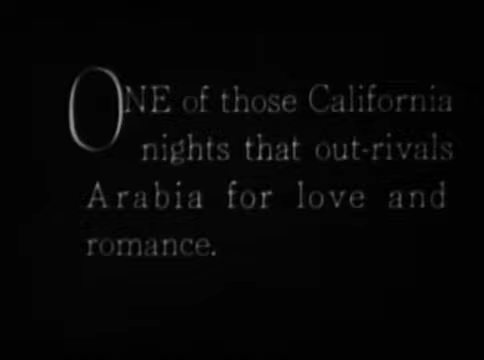 ONE of those California
nights that out-rivals
Arabia for love and
romance.